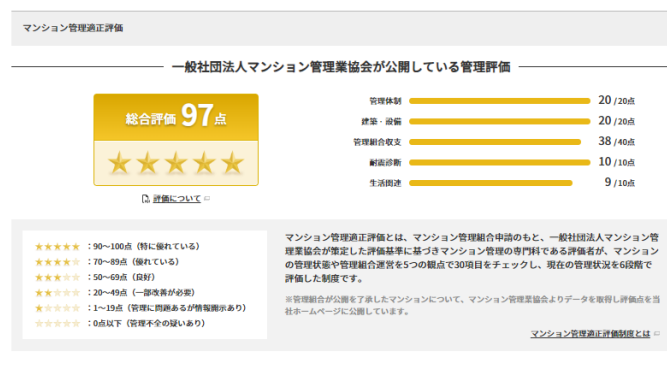 マンション管理適正評価
一般社団法人マンション管理業協会が公開している管理評価
総合評価 97点
★★★★★
評価について
管理体制 20 /20点
建築・設備 20 /20点
管理組合収支 38 /40点
耐震診断 10 /10点
生活関連 9 /10点
★★★★★ ：90〜100点（特に優れている）
★★★★☆ ：70〜89点（優れている）
★★★☆☆ ：50〜69点（良好）
★★☆☆☆ ：20〜49点（一部改善が必要）
★☆☆☆☆ ：1〜19点（管理に問題あるが情報開示あり）
☆☆☆☆☆ ：0点以下（管理不全の疑いあり）
マンション管理適正評価とは、マンション管理組合申請のもと、一般社団法人マンション管
理業協会が策定した評価基準に基づきマンション管理の専門科である評価者が、マンション
の管理状態や管理組合運営を5つの観点で30項目をチェックし、現在の管理状況を6段階で
評価した制度です。
※管理組合が公開を了承したマンションについて、マンション管理業協会よりデータを取得し評価点を当
社ホームページに公開しています。
マンション管理適正評価制度とは